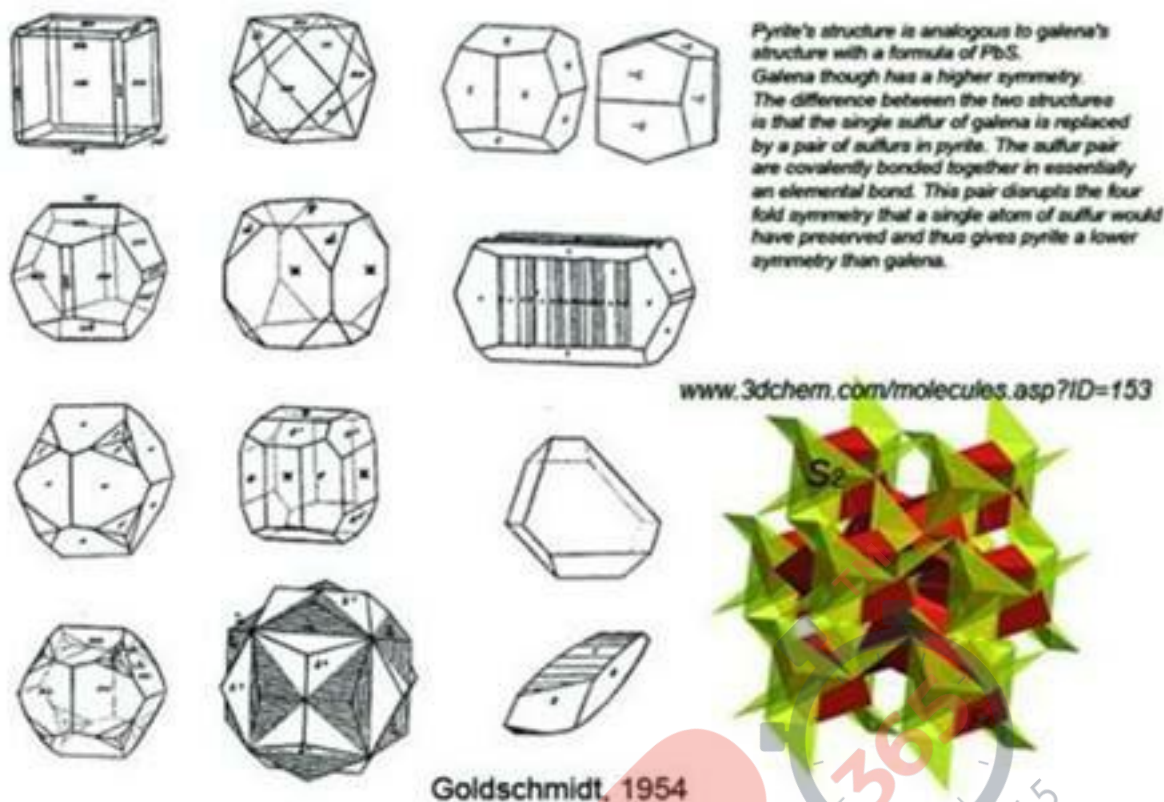 Pyrite's structure is analogous to galena's
structure with a formula of PbS.
Galena though has a higher symmetry.
The difference between the two structures
is that the single sulfur of galena is replaced
by a pair of sulfurs in pyrite. The sulfur pair
are covalently bonded together in essentially
an elemental bond. This pair disrupts the four
fold symmetry that a single atom of sulfur would
have preserved and thus gives pyrite a lower
symmetry than galena.
www.3dchem.com/molecules.asp?ID=153
S2
365
Goldschmidt, 1954